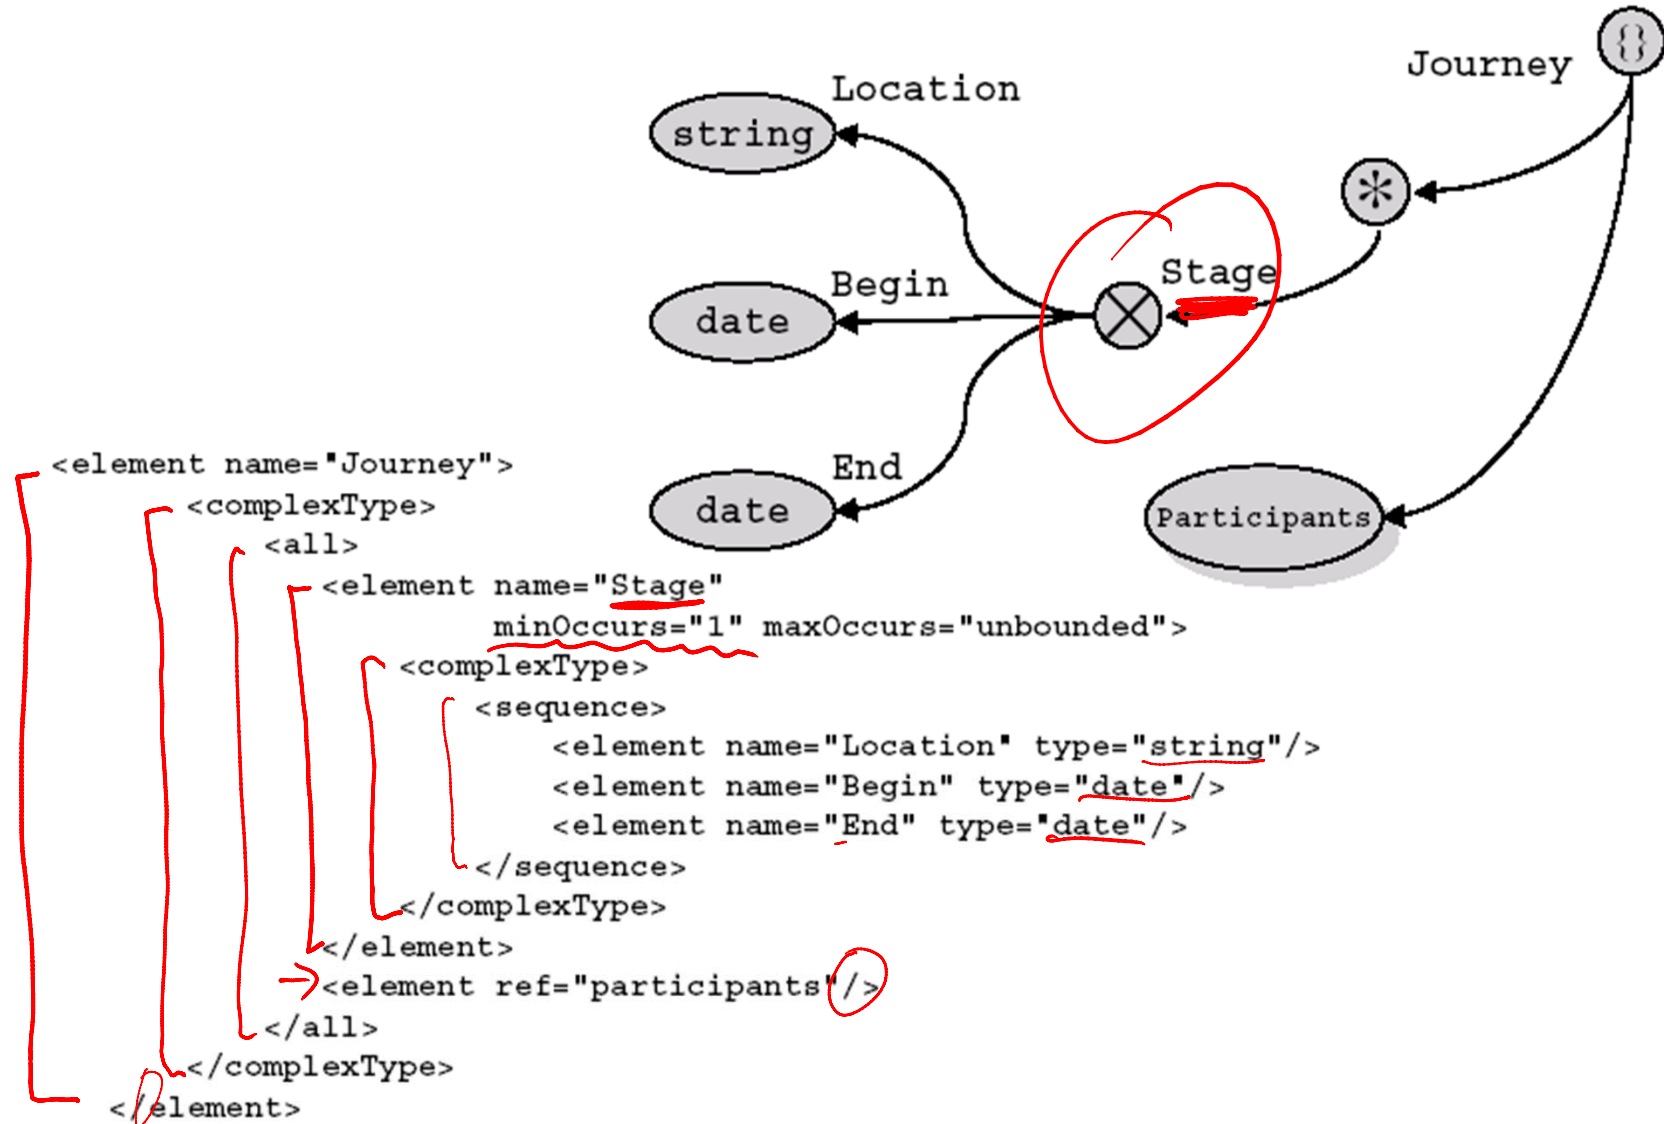 {}
Journey
Location
string
*
Stage
Begin
date
End
date
Participants
<element name="Journey">
<complexType>
<all>
<element name="Stage"
minOccurs="1" maxOccurs="unbounded">
<complexType>
<sequence>
<element name="Location" type="string"/>
<element name="Begin" type="date"/>
<element name="End" type="date"/>
</sequence>
</complexType>
</element>
<element ref="participants"/>
</all>
</complexType>
</element>